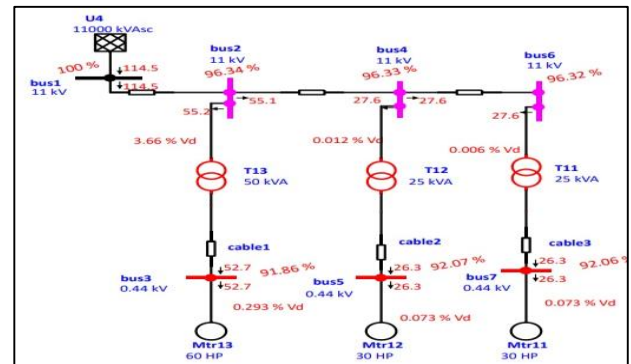 U4
11000 kVAsc
100 %
114.5
114.5
bus1
11 kV
bus2
11 kV
96.34 %
55.1
55.2
bus4
11 kV
96.33 %
27.6
27.6
bus6
11 kV
96.32 %
27.6
3.66 % Vd
0.012 % Vd
0.006 % Vd
T13
50 kVA
T12
25 kVA
T11
25 kVA
cable1
cable2
cable3
52.7
91.86 %
bus3
0.44 kV
52.7
26.3
92.07 %
bus5
0.44 kV
26.3
26.3
92.06 %
bus7
0.44 kV
26.3
0.293 % Vd
0.073 % Vd
0.073 % Vd
Mtr13
60 HP
Mtr12
30 HP
Mtr11
30 HP